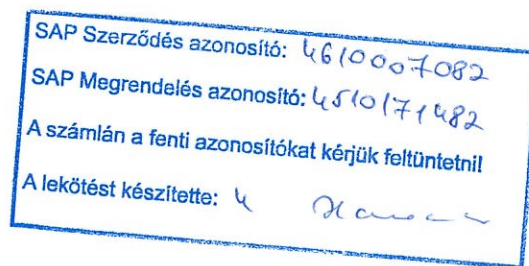 SAP Szerződés azonosító: 4610007082
SAP Megrendelés azonosító: 4510171482
A számlán a fenti azonosítókat kérjük feltüntetni!
A lekötést készítette: